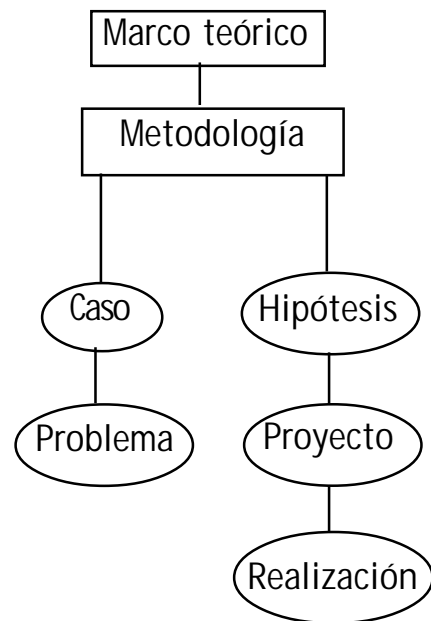 Marco teórico
Metodología
Caso
Hipótesis
Problema
Proyecto
Realización